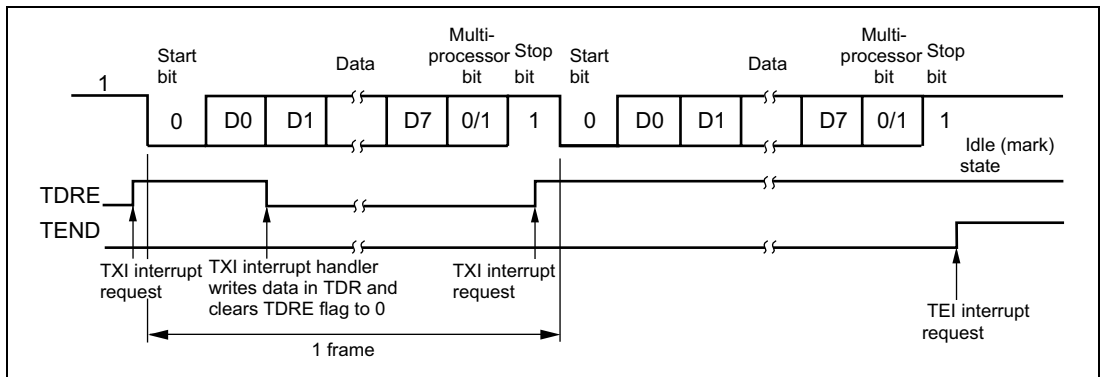 Multi-
processor
bit
Multi-
processor
bit
Start
bit
Data
Stop
bit
Start
bit
Data
Stop
bit
1
0 D0 D1 D7 0/1 1 0 D0 D1 D7 0/1 1
Idle (mark)
state
TDRE
TEND
TXI interrupt
request
TXI interrupt handler
writes data in TDR and
clears TDRE flag to 0
TXI interrupt
request
TEI interrupt
request
1 frame